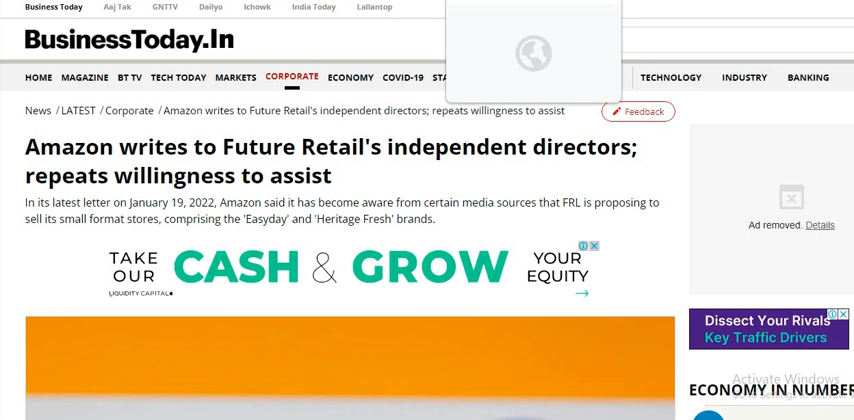 Business Today Aaj Tak GNTTV Dailyo Ichowk India Today Lallantop
BusinessToday.In
HOME MAGAZINE BT TV TECH TODAY MARKETS CORPORATE ECONOMY COVID-19 STA TECHNOLOGY INDUSTRY BANKING
News / LATEST / Corporate / Amazon writes to Future Retail's independent directors; repeats willingness to assist
Feedback
Amazon writes to Future Retail's independent directors;
repeats willingness to assist
In its latest letter on January 19, 2022, Amazon said it has become aware from certain media sources that FRL is proposing to
sell its small format stores, comprising the 'Easyday' and 'Heritage Fresh' brands.
TAKE OUR CASH & GROW YOUR EQUITY
LIQUIDITY CAPITAL
Ad removed. Details
Dissect Your Rivals
Key Traffic Drivers
Activate Windows
ECONOMY IN NUMBER